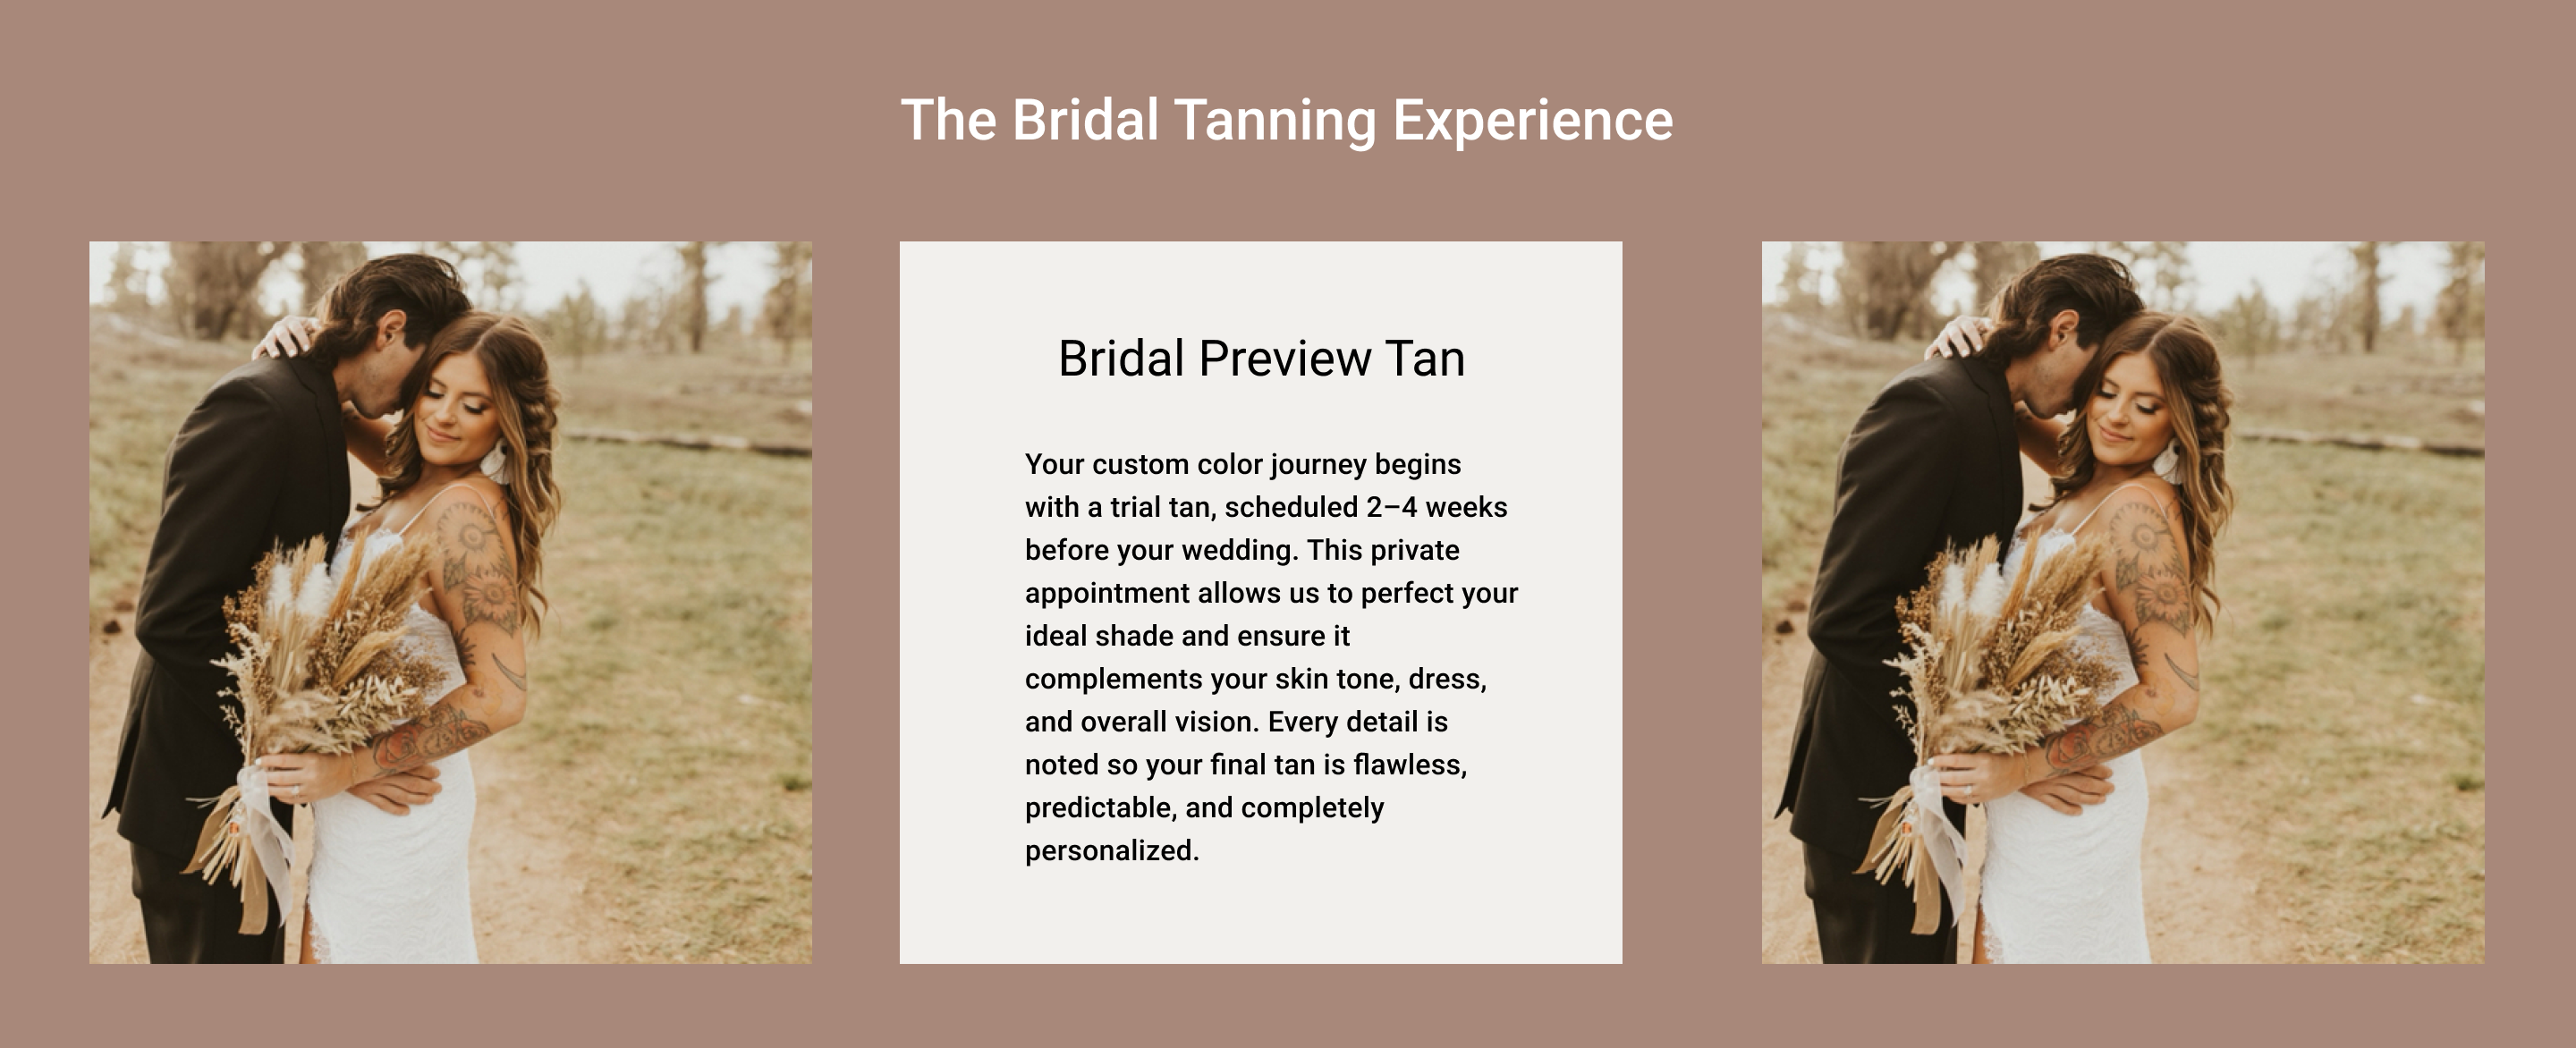 The Bridal Tanning Experience
Bridal Preview Tan
Your custom color journey begins
with a trial tan, scheduled 2–4 weeks
before your wedding. This private
appointment allows us to perfect your
ideal shade and ensure it
complements your skin tone, dress,
and overall vision. Every detail is
noted so your final tan is flawless,
predictable, and completely
personalized.